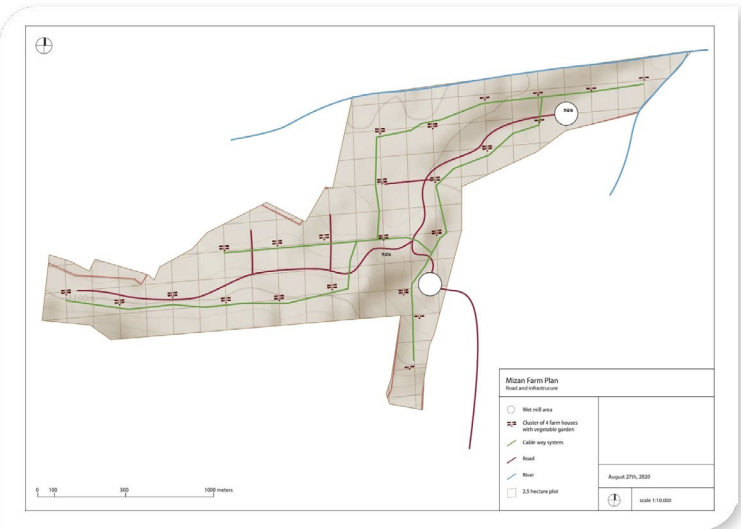 Mizan Farm Plan
Road and infrastrucure
Wet mill area
Cluster of 4 farm houses
with vegetable garden
Cable way system
Road
River
2,5 hectare plot
August 27th, 2020
scale 1:10.000
0 100 500 1000 meters